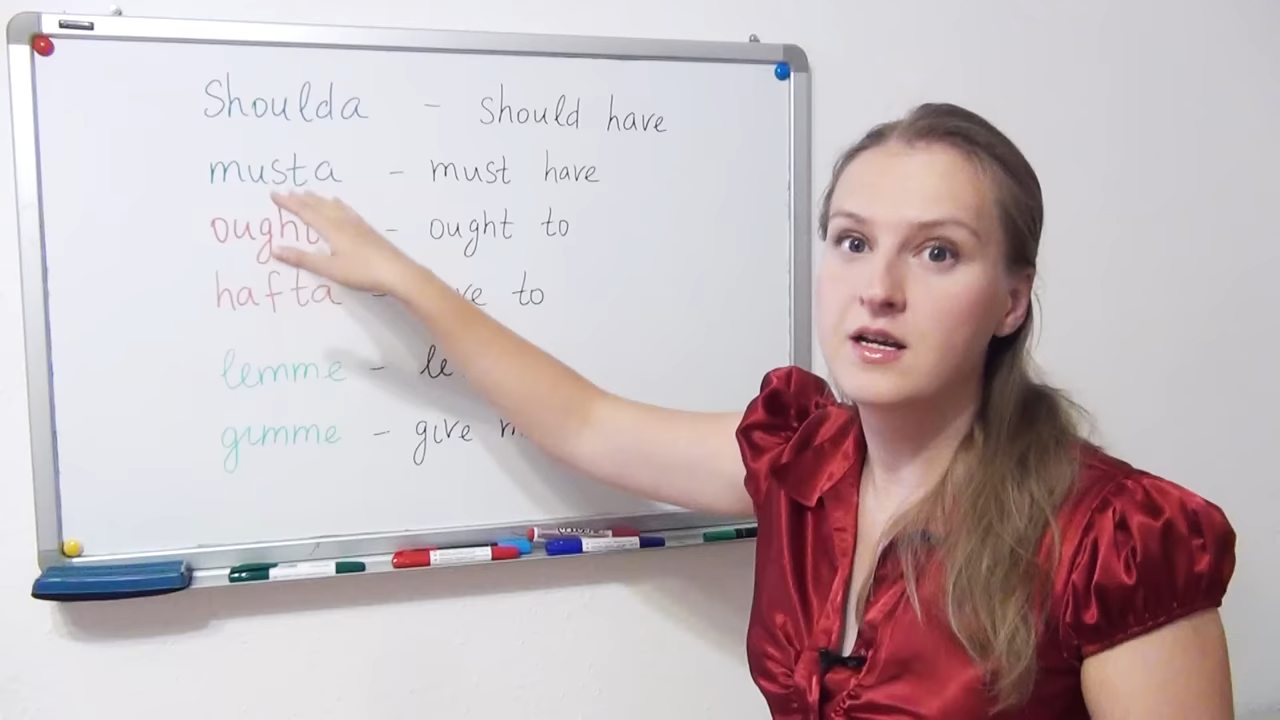 Shoulda - should have
musta - must have
- ought to
hafta - to
lemme -
gimme - give